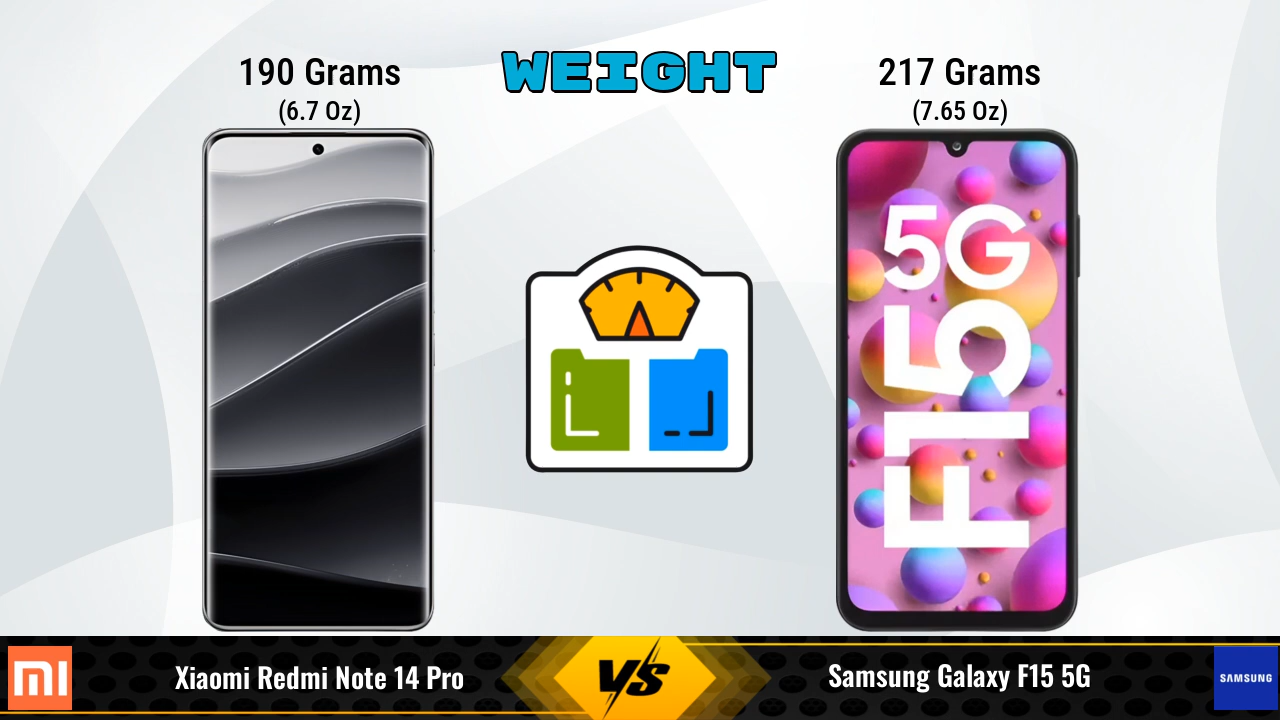 WEIGHT
190 Grams
(6.7 Oz)
217 Grams
(7.65 Oz)
5G
F15
MI
Xiaomi Redmi Note 14 Pro
VS
Samsung Galaxy F15 5G
SAMSUNG